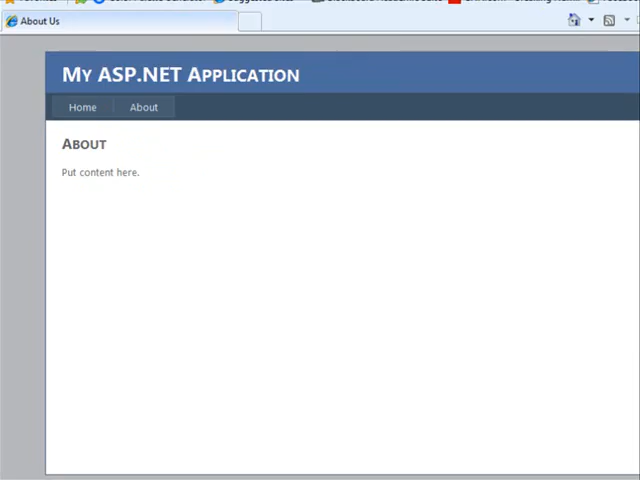 About Us
My ASP.NET Application
Home About
About
Put content here.